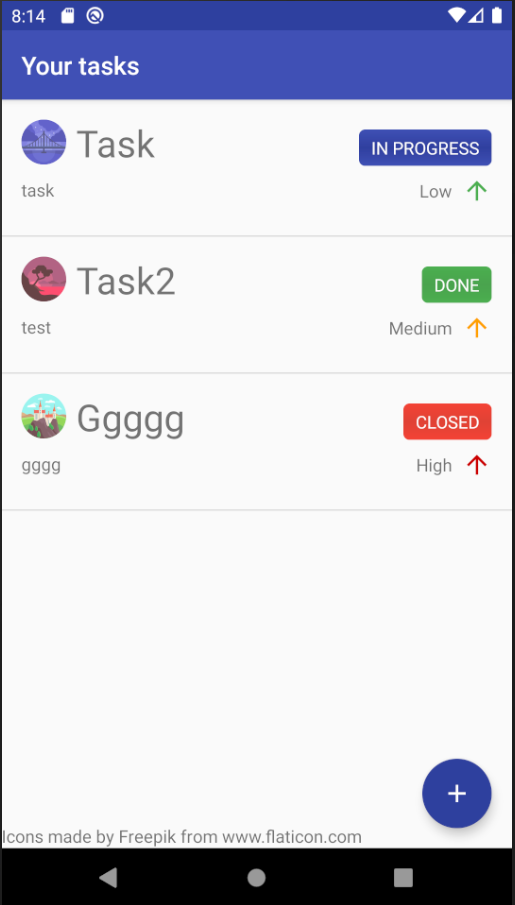 8:14
Your tasks
Task
IN PROGRESS
task
Low
Task2
DONE
test
Medium
Ggggg
CLOSED
gggg
High
+
Icons made by Freepik from www.flaticon.com